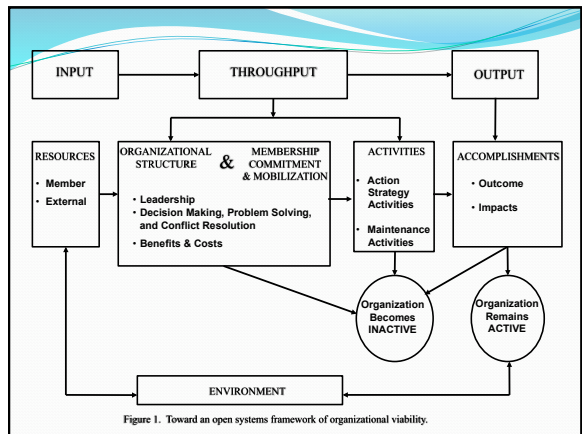 INPUT
THROUGHPUT
OUTPUT
RESOURCES
• Member
• External
ORGANIZATIONAL
STRUCTURE
&
MEMBERSHIP
COMMITMENT
& MOBILIZATION
• Leadership
• Decision Making, Problem Solving,
and Conflict Resolution
• Benefits & Costs
ACTIVITIES
• Action
Strategy
Activities
• Maintenance
Activities
ACCOMPLISHMENTS
• Outcome
• Impacts
Organization
Becomes
INACTIVE
Organization
Remains
ACTIVE
ENVIRONMENT
Figure 1. Toward an open systems framework of organizational viability.